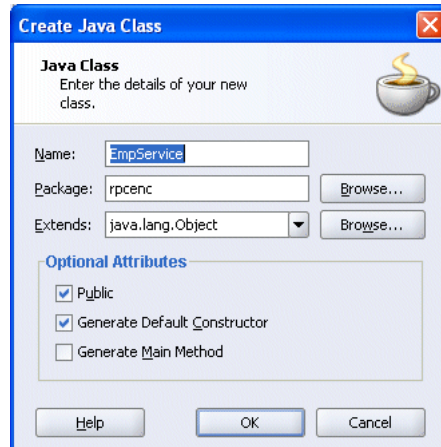 Create Java Class
Java Class
Enter the details of your new
class.
Name: EmpService
Package: rpcenc Browse...
Extends: java.lang.Object Browse...
Optional Attributes
Public
Generate Default Constructor
Generate Main Method
Help OK Cancel